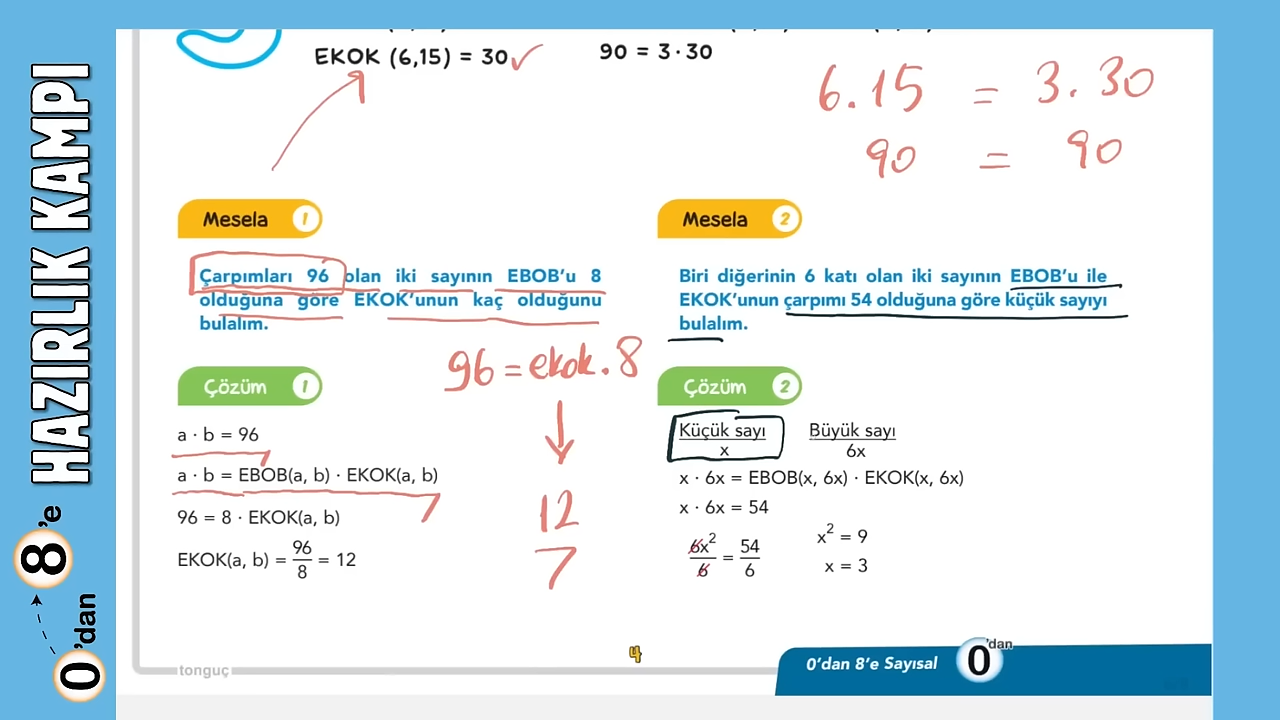 EKOK (6,15) = 30 ✓
90 = 3 · 30
6.15 = 3.30
90 = 90
Mesela 1
Çarpımları 96 olan iki sayının EBOB'u 8
olduğuna göre EKOK'unun kaç olduğunu
bulalım.
96 = ekok . 8
12
Çözüm 1
a · b = 96
a · b = EBOB(a, b) · EKOK(a, b)
96 = 8 · EKOK(a, b)
EKOK(a, b) = 96/8 = 12
Mesela 2
Biri diğerinin 6 katı olan iki sayının EBOB'u ile
EKOK'unun çarpımı 54 olduğuna göre küçük sayıyı
bulalım.
Çözüm 2
Küçük sayı Büyük sayı
x 6x
x · 6x = EBOB(x, 6x) · EKOK(x, 6x)
x · 6x = 54
6x²/6 = 54/6 x² = 9
x = 3
4
tonguç
0'dan 8'e Sayısal
0'dan
0'dan 8'e HAZIRLIK KAMPI